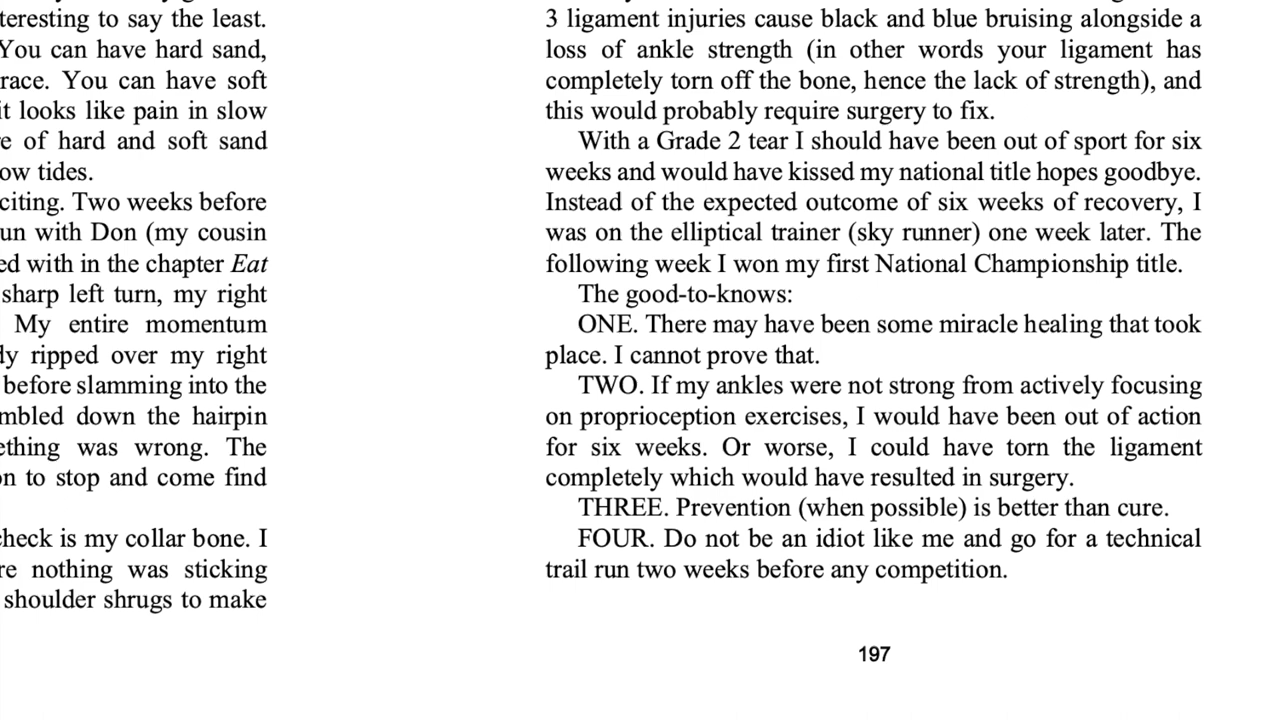 teresting to say the least.
You can have hard sand,
race. You can have soft
it looks like pain in slow
e of hard and soft sand
ow tides.
citing. Two weeks before
un with Don (my cousin
ed with in the chapter Eat
sharp left turn, my right
My entire momentum
dy ripped over my right
before slamming into the
mbled down the hairpin
ething was wrong. The
on to stop and come find
check is my collar bone. I
re nothing was sticking
shoulder shrugs to make
3 ligament injuries cause black and blue bruising alongside a
loss of ankle strength (in other words your ligament has
completely torn off the bone, hence the lack of strength), and
this would probably require surgery to fix.
With a Grade 2 tear I should have been out of sport for six
weeks and would have kissed my national title hopes goodbye.
Instead of the expected outcome of six weeks of recovery, I
was on the elliptical trainer (sky runner) one week later. The
following week I won my first National Championship title.
The good-to-knows:
ONE. There may have been some miracle healing that took
place. I cannot prove that.
TWO. If my ankles were not strong from actively focusing
on proprioception exercises, I would have been out of action
for six weeks. Or worse, I could have torn the ligament
completely which would have resulted in surgery.
THREE. Prevention (when possible) is better than cure.
FOUR. Do not be an idiot like me and go for a technical
trail run two weeks before any competition.
197